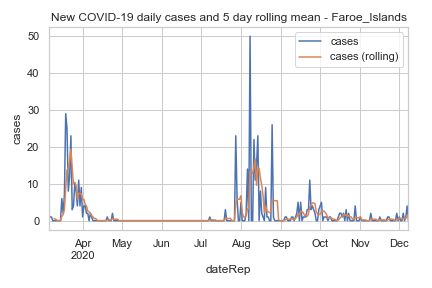 New COVID-19 daily cases and 5 day rolling mean - Faroe_Islands
cases
cases (rolling)
50
40
30
20
10
0
cases
Apr
2020
May
Jun
Jul
Aug
Sep
Oct
Nov
Dec
dateRep